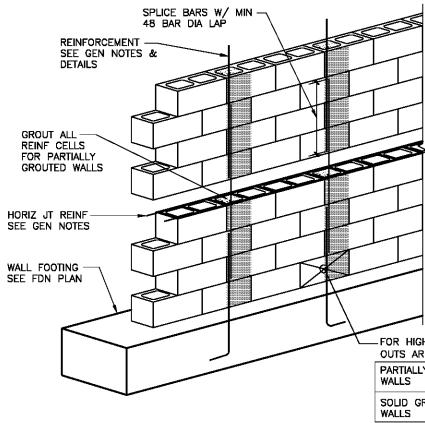 SPLICE BARS W/ MIN
48 BAR DIA LAP
REINFORCEMENT
SEE GEN NOTES &
DETAILS
GROUT ALL
REINF CELLS
FOR PARTIALLY
GROUTED WALLS
HORIZ JT REINF
SEE GEN NOTES
WALL FOOTING
SEE FDN PLAN
FOR HIGH
OUTS AR
PARTIALLY
WALLS
SOLID GR
WALLS